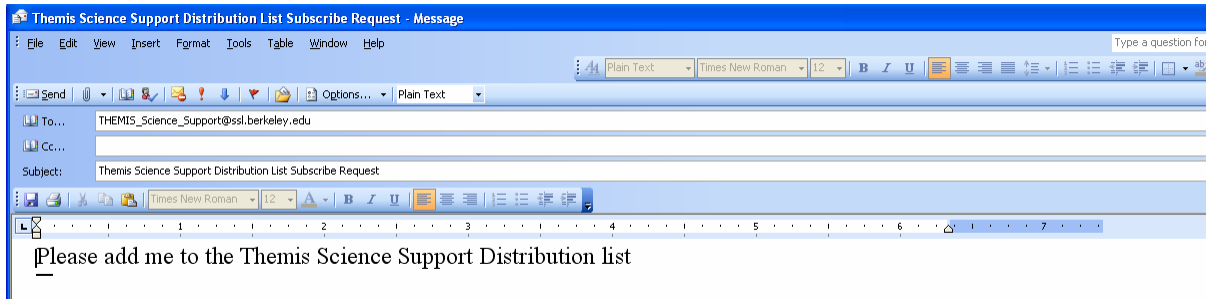 Themis Science Support Distribution List Subscribe Request - Message
File Edit View Insert Format Tools Table Window Help
Type a question for
Plain Text Times New Roman 12 B I U
Send Options... Plain Text
To... THEMIS_Science_Support@ssl.berkeley.edu
Cc...
Subject: Themis Science Support Distribution List Subscribe Request
Times New Roman 12 A B I U
1 2 3 4 5 6 7
Please add me to the Themis Science Support Distribution list